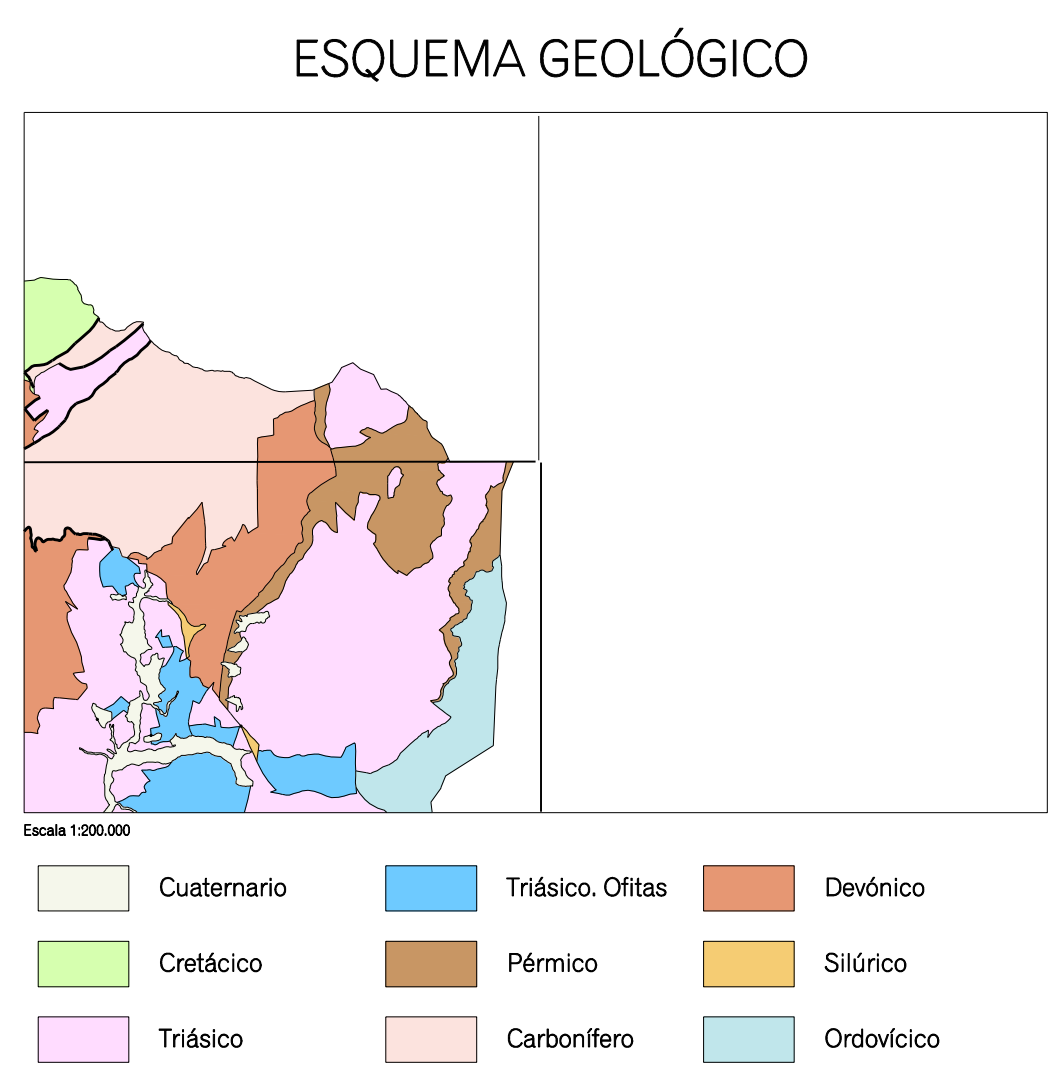 ESQUEMA GEOLÓGICO
Escala 1:200.000
Cuaternario
Triásico. Ofitas
Devónico
Cretácico
Pérmico
Silúrico
Triásico
Carbonífero
Ordovícico